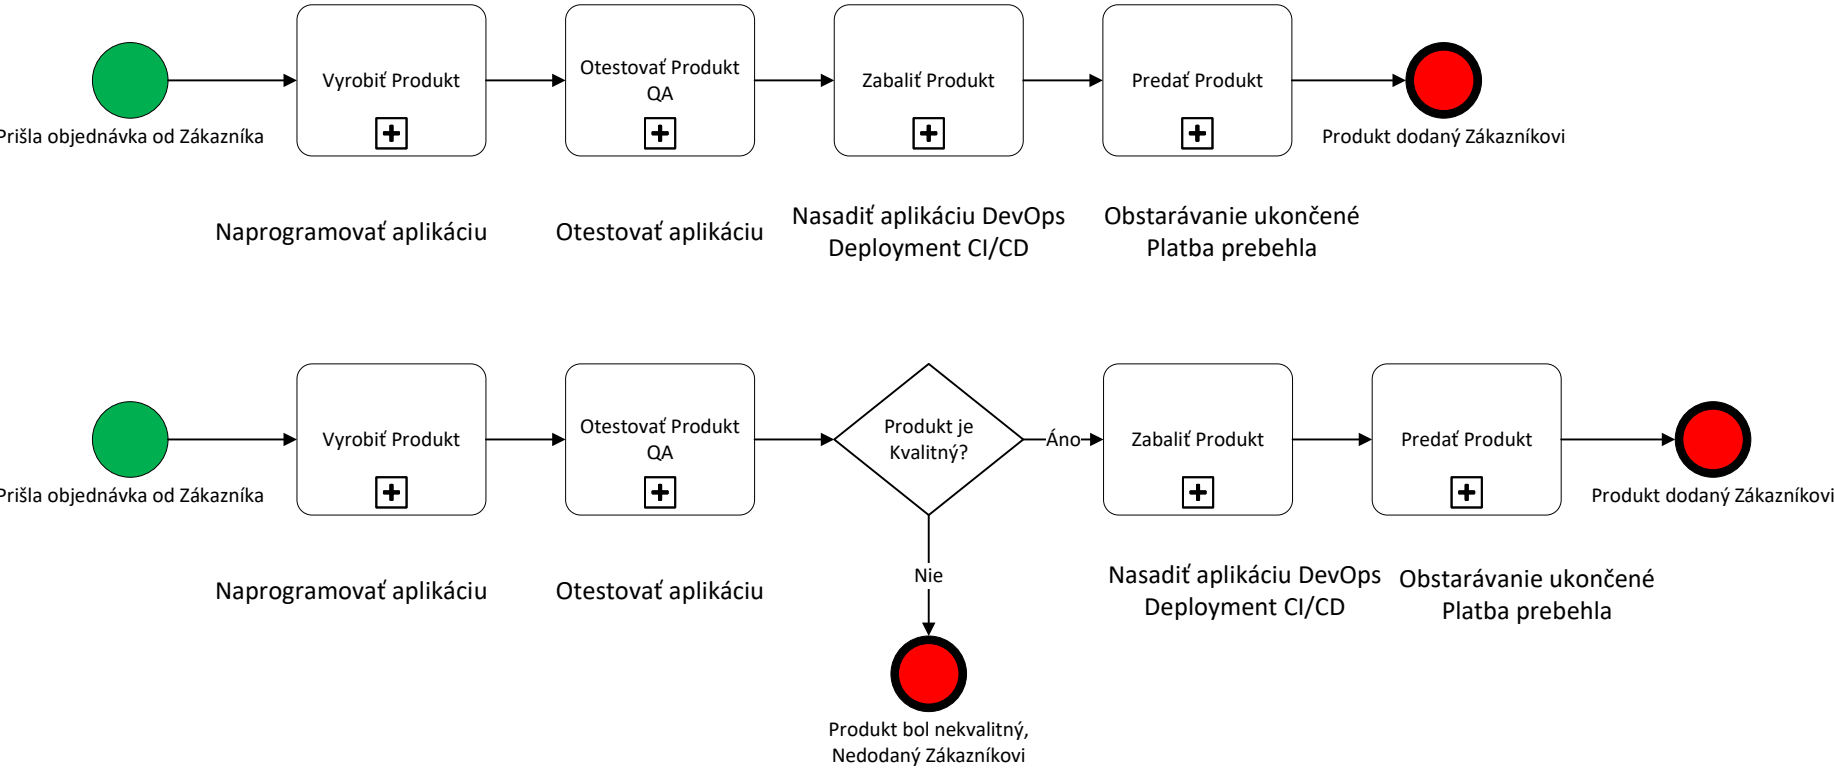 Vyrobiť Produkt
Otestovať Produkt
QA
Zabaliť Produkt
Predať Produkt
Prišla objednávka od Zákazníka
Produkt dodaný Zákazníkovi
Naprogramovať aplikáciu
Otestovať aplikáciu
Nasadiť aplikáciu DevOps
Deployment CI/CD
Obstarávanie ukončené
Platba prebehla
Vyrobiť Produkt
Otestovať Produkt
QA
Produkt je
Kvalitný?
Áno
Zabaliť Produkt
Predať Produkt
Prišla objednávka od Zákazníka
Produkt dodaný Zákazníkovi
Naprogramovať aplikáciu
Otestovať aplikáciu
Nie
Nasadiť aplikáciu DevOps
Deployment CI/CD
Obstarávanie ukončené
Platba prebehla
Produkt bol nekvalitný,
Nedodaný Zákazníkovi